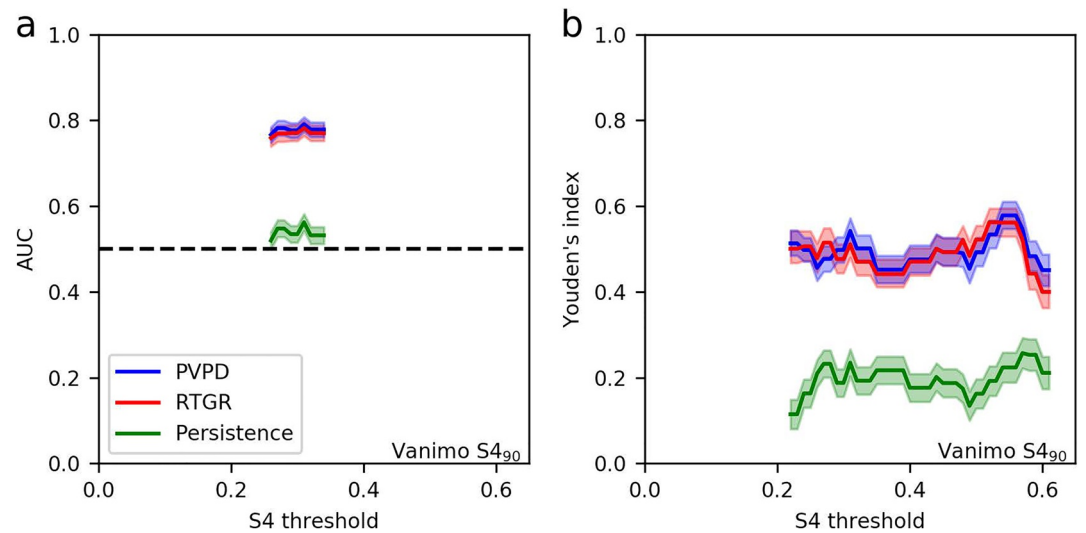 a
1.0
0.8
0.6
0.4
0.2
0.0
AUC
PVPD
RTGR
Persistence
Vanimo S4₉₀
0.0 0.2 0.4 0.6
S4 threshold
b
1.0
0.8
0.6
0.4
0.2
0.0
Youden's index
Vanimo S4₉₀
0.0 0.2 0.4 0.6
S4 threshold